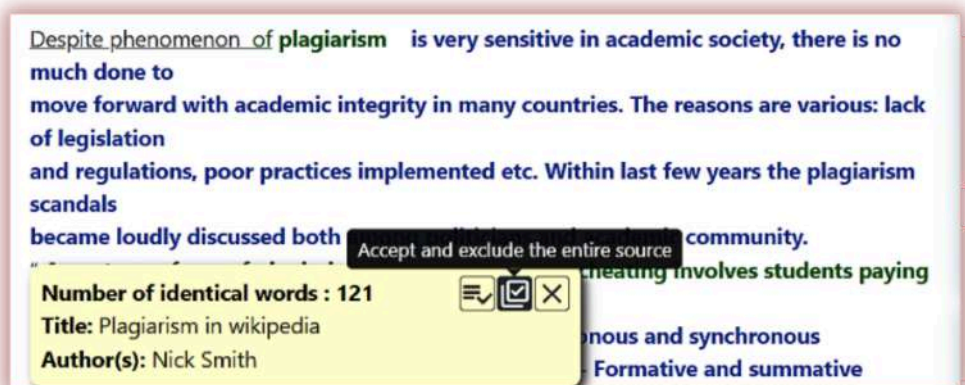 Despite phenomenon of plagiarism is very sensitive in academic society, there is no
much done to
move forward with academic integrity in many countries. The reasons are various: lack
of legislation
and regulations, poor practices implemented etc. Within last few years the plagiarism
scandals
became loudly discussed both community.
Accept and exclude the entire source
cheating involves students paying
Number of identical words : 121
Title: Plagiarism in wikipedia
Author(s): Nick Smith
onous and synchronous
- Formative and summative